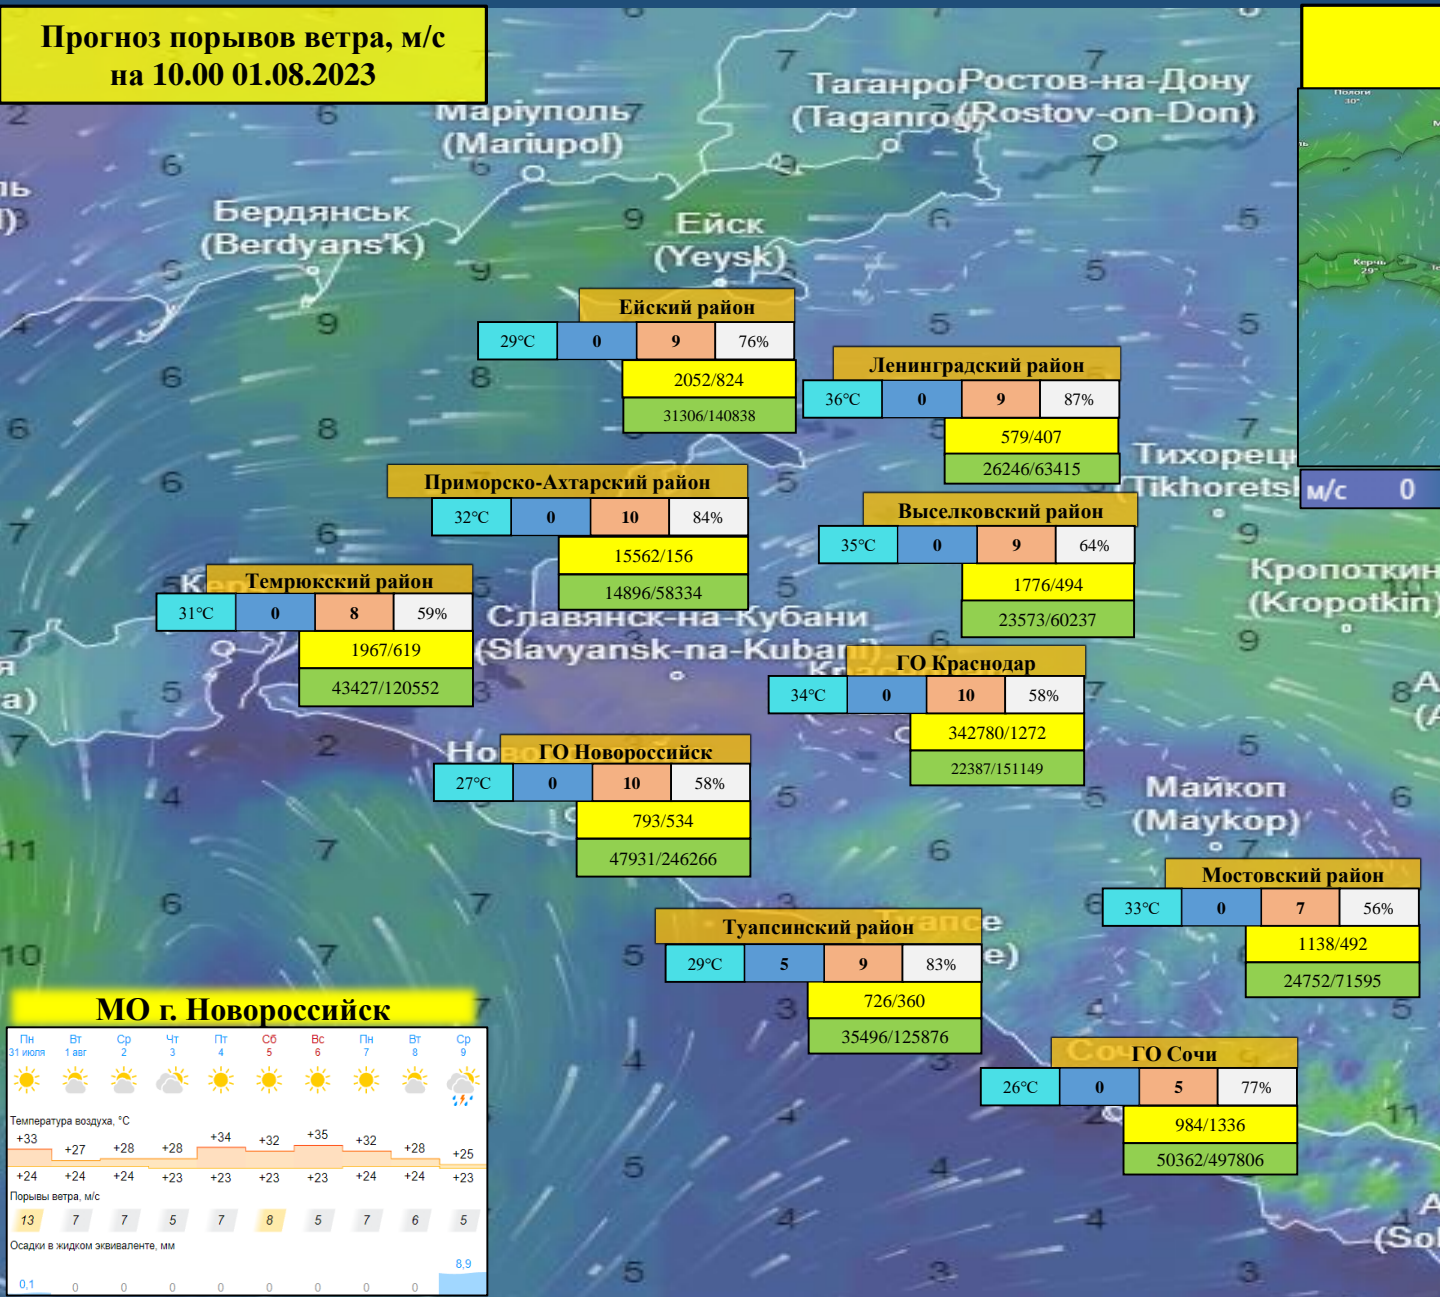 Прогноз порывов ветра, м/с
на 10.00 01.08.2023
Маріуполь
(Mariupol)
Ростов-на-Дону
(Rostov-on-Don)
Бердянськ
(Berdyans'k)
Ейск
(Yeysk)
Пологи
30°
Керчь
29°
м/с 0
Ейский район
29°C 0 9 76%
2052/824
31306/140838
Ленинградский район
36°C 0 9 87%
579/407
26246/63415
Приморско-Ахтарский район
32°C 0 10 84%
15562/156
14896/58334
Выселковский район
35°C 0 9 64%
1776/494
23573/60237
Кропоткин
(Kropotkin)
Темрюкский район
31°C 0 8 59%
1967/619
43427/120552
Славянск-на-Кубани
(Slavyansk-na-Kubani)
ГО Краснодар
34°C 0 10 58%
342780/1272
22387/151149
ГО Новороссийск
27°C 0 10 58%
793/534
47931/246266
Майкоп
(Maykop)
Мостовский район
33°C 0 7 56%
1138/492
24752/71595
Туапсинский район
29°C 5 9 83%
726/360
35496/125876
ГО Сочи
26°C 0 5 77%
984/1336
50362/497806
МО г. Новороссийск
Пн Вт Ср Чт Пт Сб Вс Пн Вт Ср
31 июля 1 авг 2 3 4 5 6 7 8 9
Температура воздуха, °C
+33 +27 +28 +28 +34 +32 +35 +32 +28 +25
+24 +24 +24 +23 +23 +23 +23 +24 +24 +23
Порывы ветра, м/с
13 7 7 5 7 8 5 7 6 5
Осадки в жидком эквиваленте, мм
0,1 0 0 0 0 0 0 0 0 8,9